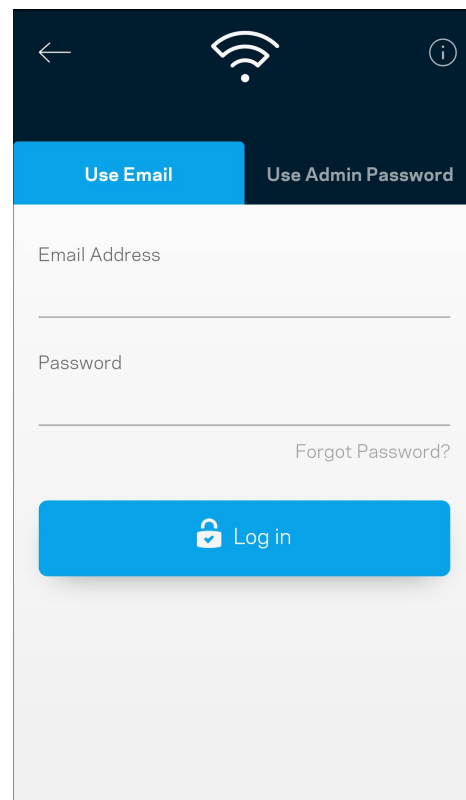 Use Email
Use Admin Password
Email Address
Password
Forgot Password?
Log in